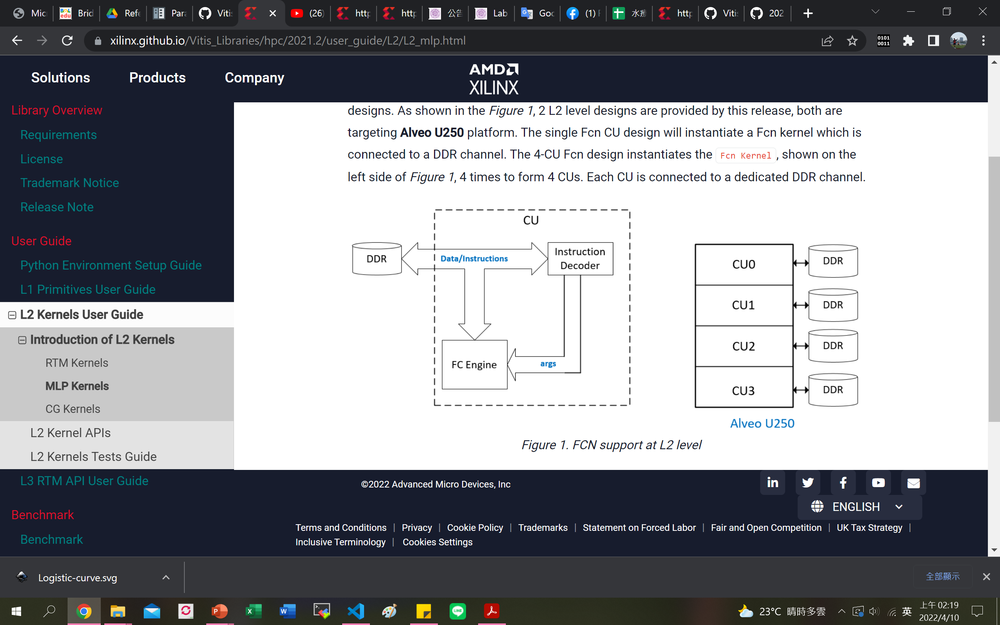 Mic
Brid
Refe
Para
Vitis
(26)
http
http
公告
Lab
Goo
(1) F
水療
http
Vitis
202
xilinx.github.io/Vitis_Libraries/hpc/2021.2/user_guide/L2/L2_mlp.html
0101
0011
Solutions
Products
Company
AMD
XILINX
Library Overview
Requirements
License
Trademark Notice
Release Note
User Guide
Python Environment Setup Guide
L1 Primitives User Guide
L2 Kernels User Guide
Introduction of L2 Kernels
RTM Kernels
MLP Kernels
CG Kernels
L2 Kernel APIs
L2 Kernels Tests Guide
L3 RTM API User Guide
Benchmark
Benchmark
designs. As shown in the Figure 1, 2 L2 level designs are provided by this release, both are
targeting Alveo U250 platform. The single Fcn CU design will instantiate a Fcn kernel which is
connected to a DDR channel. The 4-CU Fcn design instantiates the Fcn Kernel, shown on the
left side of Figure 1, 4 times to form 4 CUs. Each CU is connected to a dedicated DDR channel.
CU
DDR
Data/Instructions
Instruction
Decoder
FC Engine
args
CU0
DDR
CU1
DDR
CU2
DDR
CU3
DDR
Alveo U250
Figure 1. FCN support at L2 level
©2022 Advanced Micro Devices, Inc
ENGLISH
Terms and Conditions | Privacy | Cookie Policy | Trademarks | Statement on Forced Labor | Fair and Open Competition | UK Tax Strategy |
Inclusive Terminology | Cookies Settings
Logistic-curve.svg
全部顯示
23°C 晴時多雲
英
上午 02:19
2022/4/10